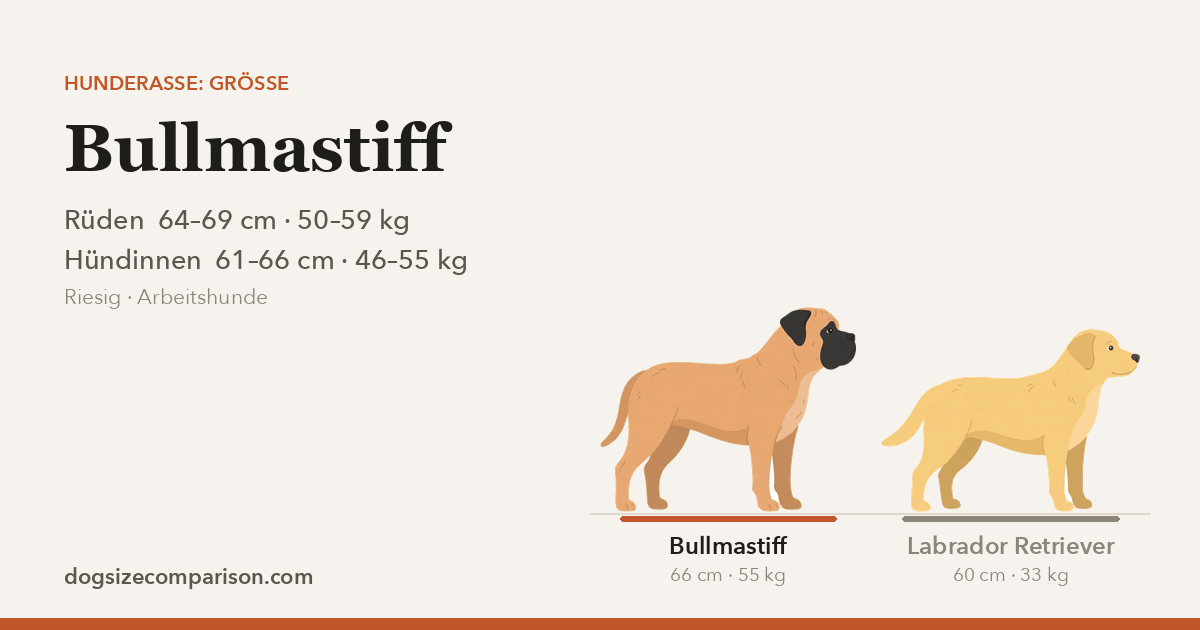 HUNDERASSE: GRÖSSE
Bullmastiff
Rüden 64–69 cm · 50–59 kg
Hündinnen 61–66 cm · 46–55 kg
Riesig · Arbeitshunde
Bullmastiff
66 cm · 55 kg
Labrador Retriever
60 cm · 33 kg
dogsizecomparison.com